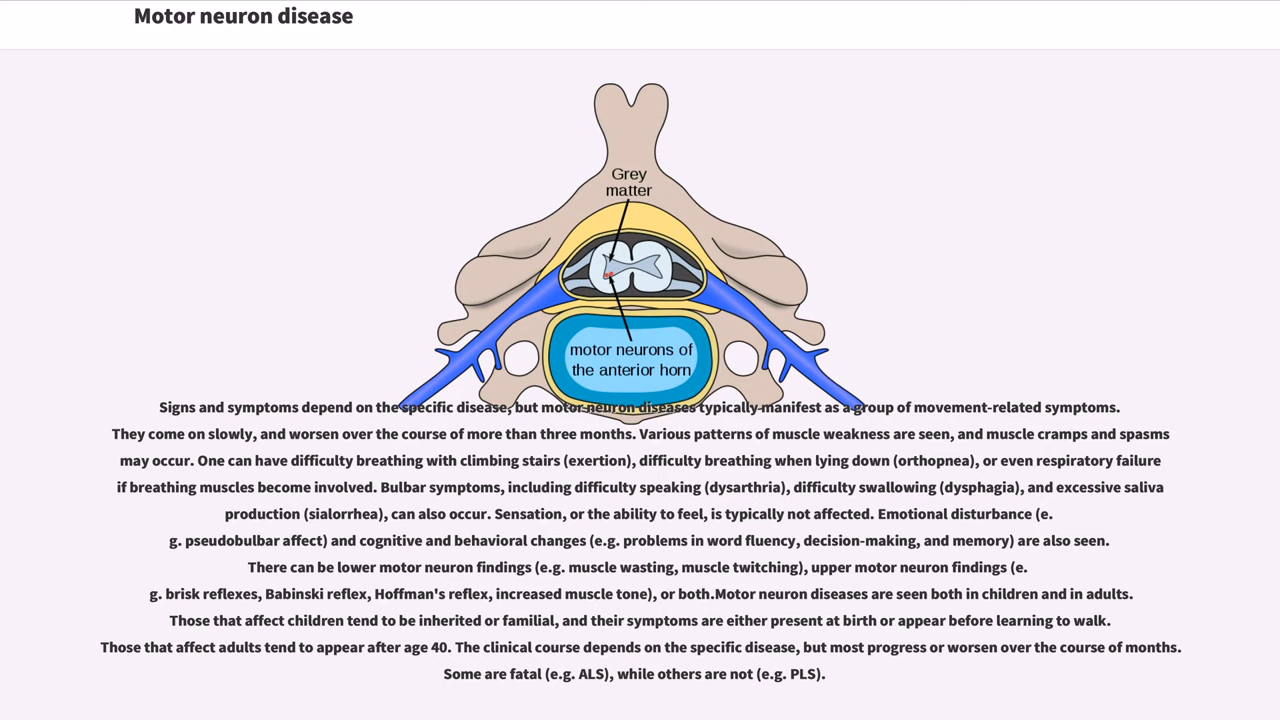 Motor neuron disease
Grey
matter
motor neurons of
the anterior horn
Signs and symptoms depend on the specific disease, but motor neuron diseases typically manifest as a group of movement-related symptoms.
They come on slowly, and worsen over the course of more than three months. Various patterns of muscle weakness are seen, and muscle cramps and spasms
may occur. One can have difficulty breathing with climbing stairs (exertion), difficulty breathing when lying down (orthopnea), or even respiratory failure
if breathing muscles become involved. Bulbar symptoms, including difficulty speaking (dysarthria), difficulty swallowing (dysphagia), and excessive saliva
production (sialorrhea), can also occur. Sensation, or the ability to feel, is typically not affected. Emotional disturbance (e.
g. pseudobulbar affect) and cognitive and behavioral changes (e.g. problems in word fluency, decision-making, and memory) are also seen.
There can be lower motor neuron findings (e.g. muscle wasting, muscle twitching), upper motor neuron findings (e.
g. brisk reflexes, Babinski reflex, Hoffman's reflex, increased muscle tone), or both.Motor neuron diseases are seen both in children and in adults.
Those that affect children tend to be inherited or familial, and their symptoms are either present at birth or appear before learning to walk.
Those that affect adults tend to appear after age 40. The clinical course depends on the specific disease, but most progress or worsen over the course of months.
Some are fatal (e.g. ALS), while others are not (e.g. PLS).